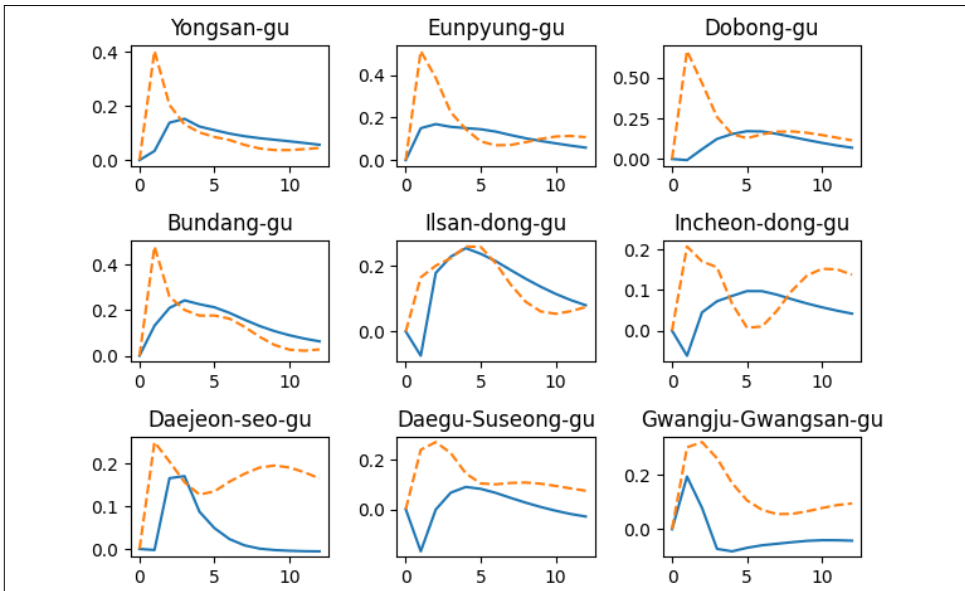 Yongsan-gu
0.4
0.2
0.0
0 5 10
Eunpyung-gu
0.4
0.2
0.0
0 5 10
Dobong-gu
0.50
0.25
0.00
0 5 10
Bundang-gu
0.4
0.2
0.0
0 5 10
Ilsan-dong-gu
0.2
0.0
0 5 10
Incheon-dong-gu
0.2
0.1
0.0
0 5 10
Daejeon-seo-gu
0.2
0.1
0.0
0 5 10
Daegu-Suseong-gu
0.2
0.0
0 5 10
Gwangju-Gwangsan-gu
0.2
0.0
0 5 10